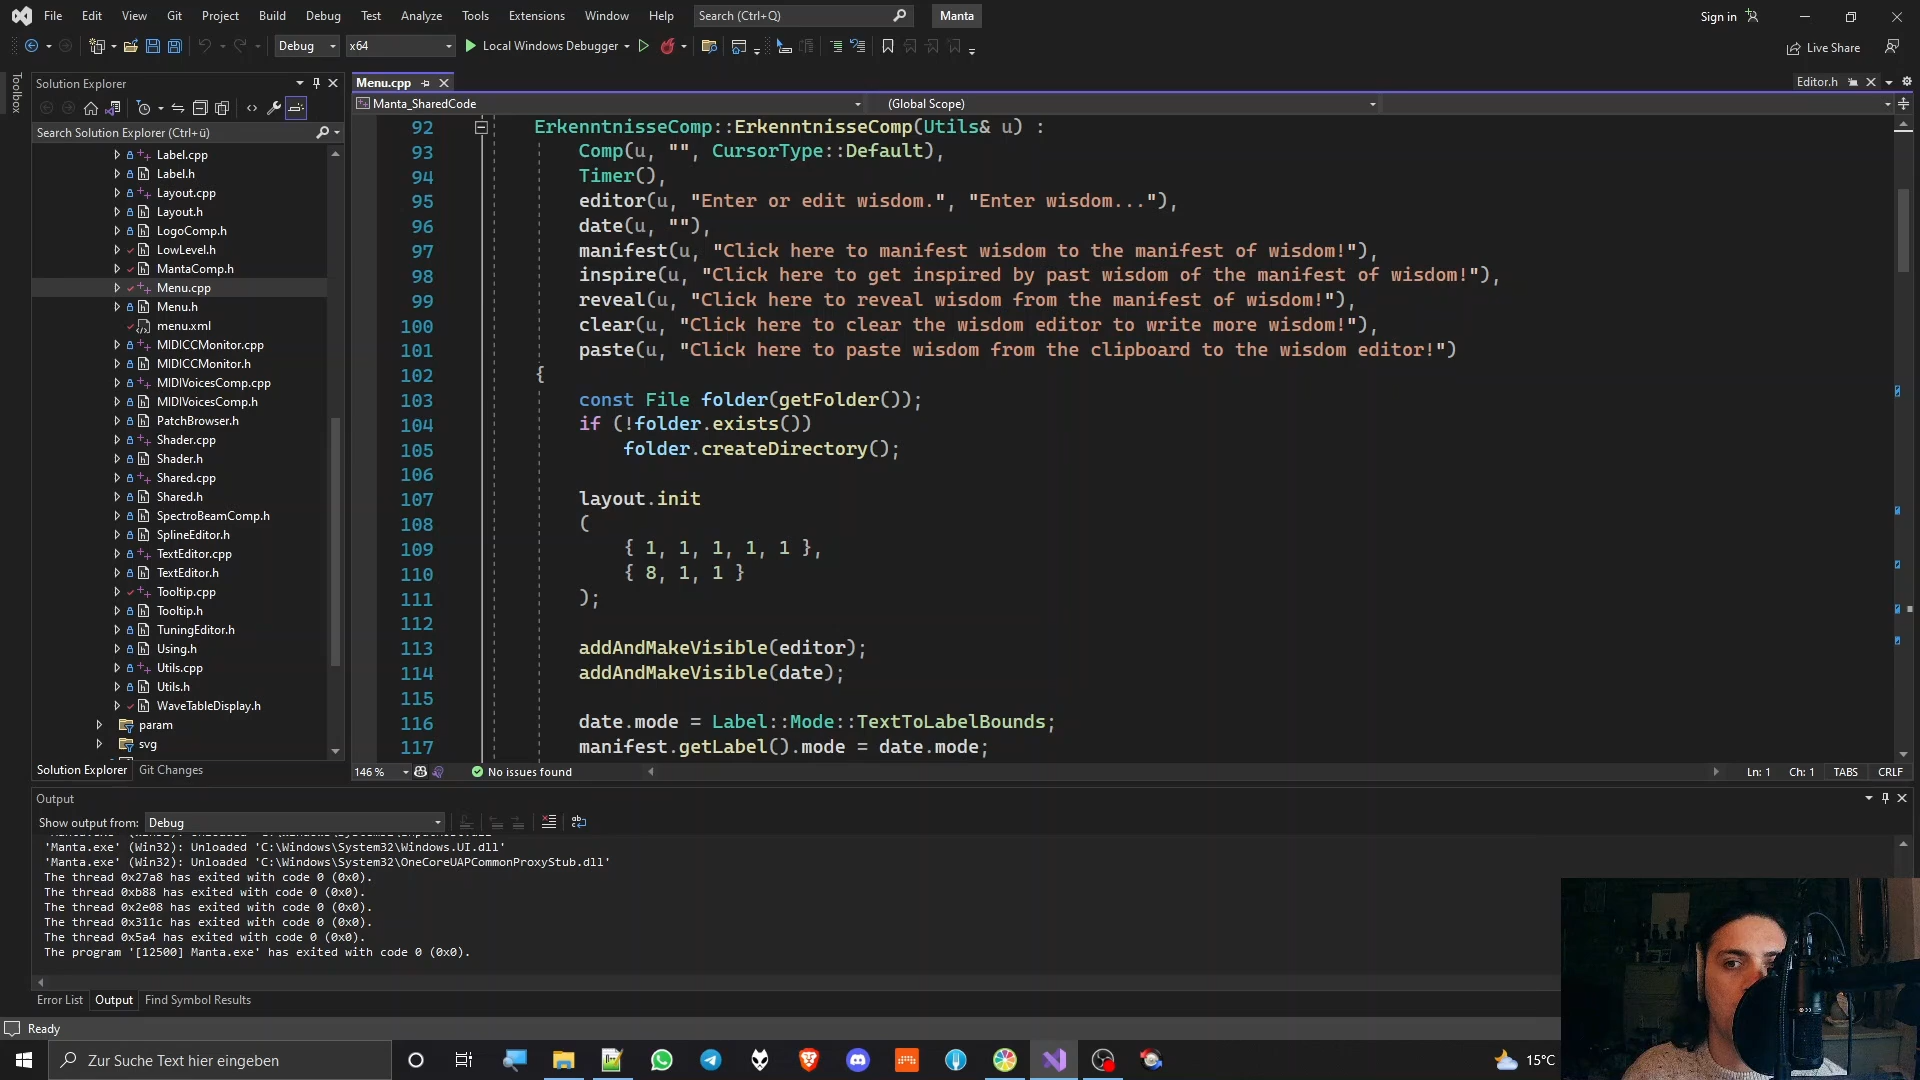 File Edit View Git Project Build Debug Test Analyze Tools Extensions Window Help Search (Ctrl+Q) Manta Sign in
Debug x64 Local Windows Debugger Live Share
Toolbox
Solution Explorer
Search Solution Explorer (Ctrl+ü)
Label.cpp
Label.h
Layout.cpp
Layout.h
LogoComp.h
LowLevel.h
MantaComp.h
Menu.cpp
Menu.h
menu.xml
MIDICCMonitor.cpp
MIDICCMonitor.h
MIDIVoicesComp.cpp
MIDIVoicesComp.h
PatchBrowser.h
Shader.cpp
Shader.h
Shared.cpp
Shared.h
SpectroBeamComp.h
SplineEditor.h
TextEditor.cpp
TextEditor.h
Tooltip.cpp
Tooltip.h
TuningEditor.h
Using.h
Utils.cpp
Utils.h
WaveTableDisplay.h
param
svg
Solution Explorer Git Changes
Menu.cpp Editor.h
Manta_SharedCode (Global Scope)
92 ErkenntnisseComp::ErkenntnisseComp(Utils& u) :
93 Comp(u, "", CursorType::Default),
94 Timer(),
95 editor(u, "Enter or edit wisdom.", "Enter wisdom..."),
96 date(u, ""),
97 manifest(u, "Click here to manifest wisdom to the manifest of wisdom!"),
98 inspire(u, "Click here to get inspired by past wisdom of the manifest of wisdom!"),
99 reveal(u, "Click here to reveal wisdom from the manifest of wisdom!"),
100 clear(u, "Click here to clear the wisdom editor to write more wisdom!"),
101 paste(u, "Click here to paste wisdom from the clipboard to the wisdom editor!")
102 {
103 const File folder(getFolder());
104 if (!folder.exists())
105 folder.createDirectory();
106
107 layout.init
108 (
109 { 1, 1, 1, 1, 1 },
110 { 8, 1, 1 }
111 );
112
113 addAndMakeVisible(editor);
114 addAndMakeVisible(date);
115
116 date.mode = Label::Mode::TextToLabelBounds;
117 manifest.getLabel().mode = date.mode;
146 % No issues found Ln: 1 Ch: 1 TABS CRLF
Output
Show output from: Debug
'Manta.exe' (Win32): Unloaded 'C:\Windows\System32\Windows.UI.dll'
'Manta.exe' (Win32): Unloaded 'C:\Windows\System32\OneCoreUAPCommonProxyStub.dll'
The thread 0x27a8 has exited with code 0 (0x0).
The thread 0xb88 has exited with code 0 (0x0).
The thread 0x2e08 has exited with code 0 (0x0).
The thread 0x311c has exited with code 0 (0x0).
The thread 0x5a4 has exited with code 0 (0x0).
The program '[12500] Manta.exe' has exited with code 0 (0x0).
Error List Output Find Symbol Results
Ready
Zur Suche Text hier eingeben 15°C